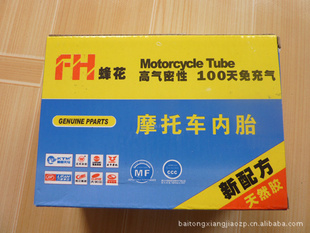 FH 蜂花
Motorcycle Tube
高气密性 100天免充气
GENUINE PPARTS
摩托车内胎
MF
CCC
新配方
天然胶
baitongxiangjiaozp.cn.alibaba.com